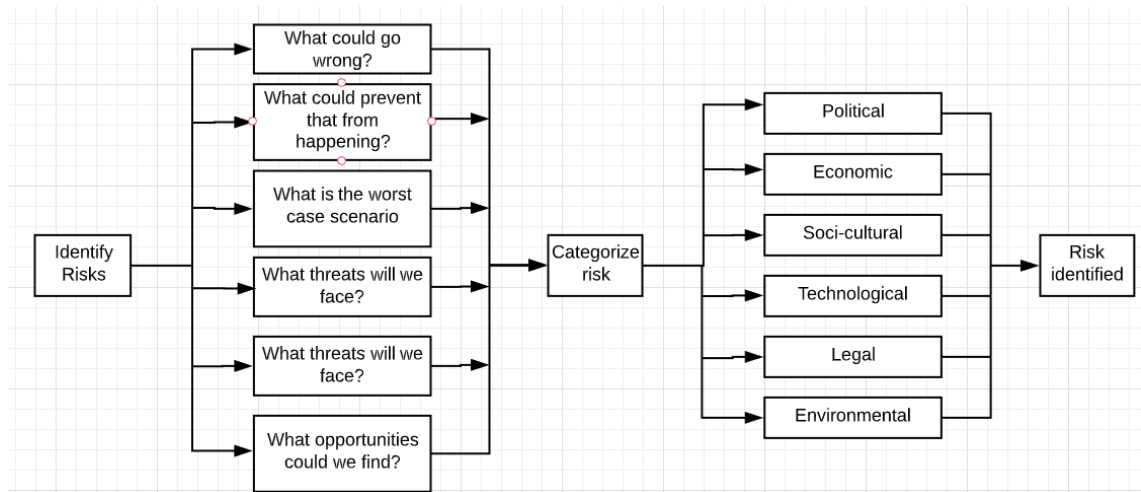 Identify
Risks
What could go
wrong?
What could prevent
that from
happening?
What is the worst
case scenario
What threats will we
face?
What threats will we
face?
What opportunities
could we find?
Categorize
risk
Political
Economic
Soci-cultural
Technological
Legal
Environmental
Risk
identified